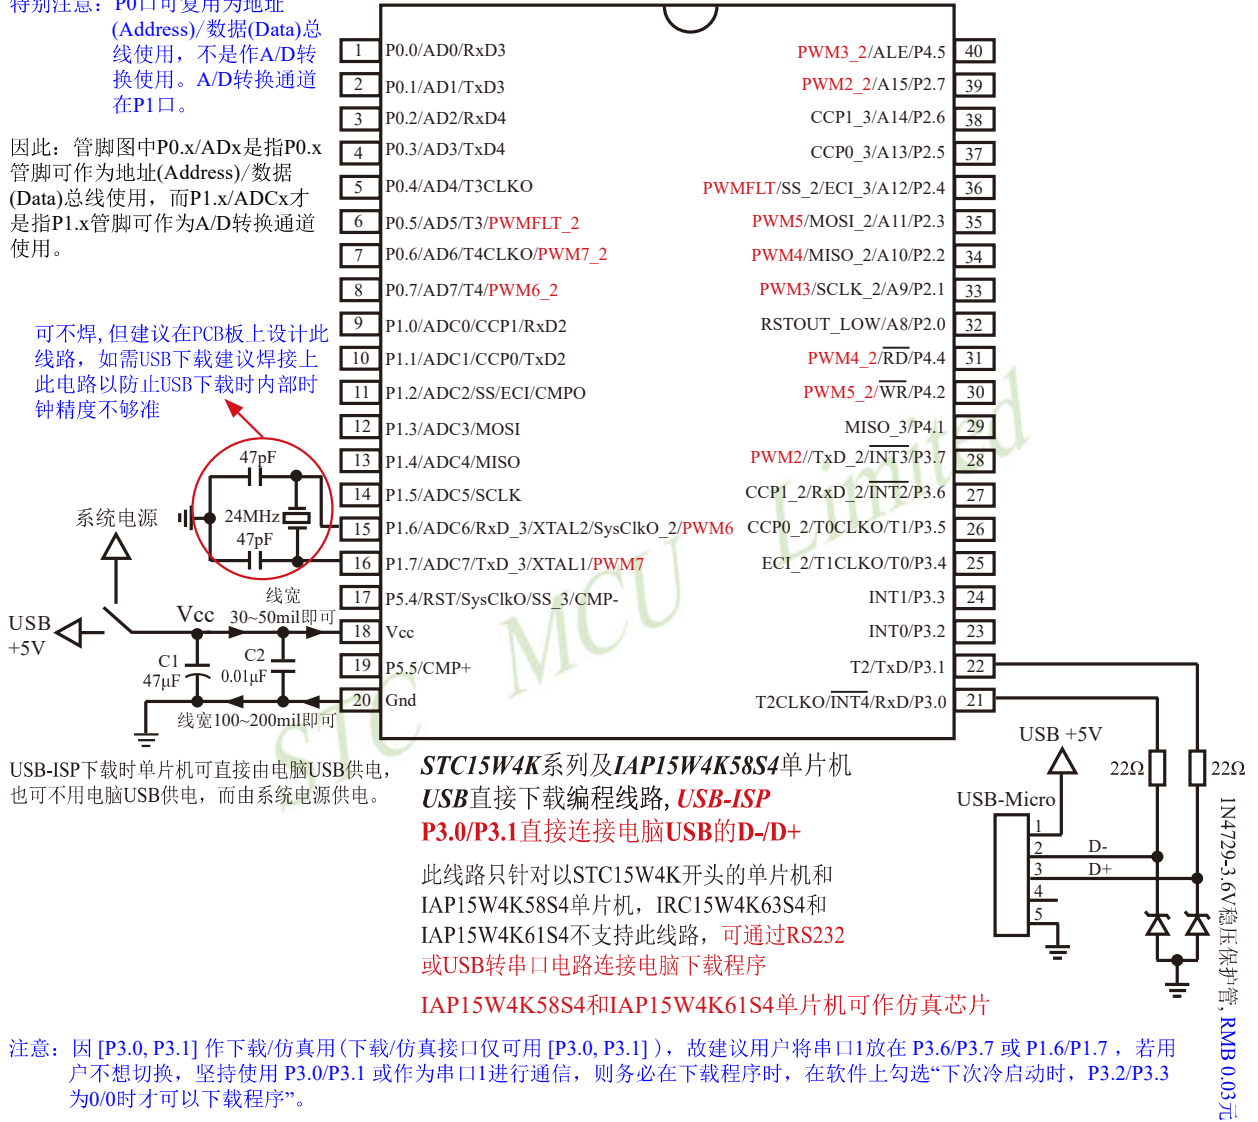 特别注意：P0口可复用为地址
(Address)/数据(Data)总
线使用，不是作A/D转
换使用。A/D转换通道
在P1口。
因此：管脚图中P0.x/ADx是指P0.x
管脚可作为地址(Address)/数据
(Data)总线使用，而P1.x/ADCx才
是指P1.x管脚可作为A/D转换通道
使用。
可不焊,但建议在PCB板上设计此
线路，如需USB下载建议焊接上
此电路以防止USB下载时内部时
钟精度不够准
47pF
24MHz
47pF
系统电源
USB
+5V
Vcc
线宽
30~50mil即可
C1
47μF
C2
0.01μF
线宽100~200mil即可
USB-ISP下载时单片机可直接由电脑USB供电，
也可不用电脑USB供电，而由系统电源供电。
1 P0.0/AD0/RxD3
2 P0.1/AD1/TxD3
3 P0.2/AD2/RxD4
4 P0.3/AD3/TxD4
5 P0.4/AD4/T3CLKO
6 P0.5/AD5/T3/PWMFLT_2
7 P0.6/AD6/T4CLKO/PWM7_2
8 P0.7/AD7/T4/PWM6_2
9 P1.0/ADC0/CCP1/RxD2
10 P1.1/ADC1/CCP0/TxD2
11 P1.2/ADC2/SS/ECI/CMPO
12 P1.3/ADC3/MOSI
13 P1.4/ADC4/MISO
14 P1.5/ADC5/SCLK
15 P1.6/ADC6/RxD_3/XTAL2/SysClkO_2/PWM6
16 P1.7/ADC7/TxD_3/XTAL1/PWM7
17 P5.4/RST/SysClkO/SS_3/CMP-
18 Vcc
19 P5.5/CMP+
20 Gnd
PWM3_2/ALE/P4.5 40
PWM2_2/A15/P2.7 39
CCP1_3/A14/P2.6 38
CCP0_3/A13/P2.5 37
PWMFLT/SS_2/ECI_3/A12/P2.4 36
PWM5/MOSI_2/A11/P2.3 35
PWM4/MISO_2/A10/P2.2 34
PWM3/SCLK_2/A9/P2.1 33
RSTOUT_LOW/A8/P2.0 32
PWM4_2/RD/P4.4 31
PWM5_2/WR/P4.2 30
MISO_3/P4.1 29
PWM2//TxD_2/INT3/P3.7 28
CCP1_2/RxD_2/INT2/P3.6 27
CCP0_2/T0CLKO/T1/P3.5 26
ECI_2/T1CLKO/T0/P3.4 25
INT1/P3.3 24
INT0/P3.2 23
T2/TxD/P3.1 22
T2CLKO/INT4/RxD/P3.0 21
STC MCU Limited
USB +5V
22Ω
22Ω
USB-Micro
1
2 D-
3 D+
4
5
1N4729-3.6V稳压保护管, RMB 0.03元
STC15W4K系列及IAP15W4K58S4单片机
USB直接下载编程线路, USB-ISP
P3.0/P3.1直接连接电脑USB的D-/D+
此线路只针对以STC15W4K开头的单片机和
IAP15W4K58S4单片机，IRC15W4K63S4和
IAP15W4K61S4不支持此线路，可通过RS232
或USB转串口电路连接电脑下载程序
IAP15W4K58S4和IAP15W4K61S4单片机可作仿真芯片
注意：因 [P3.0, P3.1] 作下载/仿真用(下载/仿真接口仅可用 [P3.0, P3.1] )，故建议用户将串口1放在 P3.6/P3.7 或 P1.6/P1.7，若用
户不想切换，坚持使用 P3.0/P3.1 或作为串口1进行通信，则务必在下载程序时，在软件上勾选“下次冷启动时，P3.2/P3.3
为0/0时才可以下载程序”。